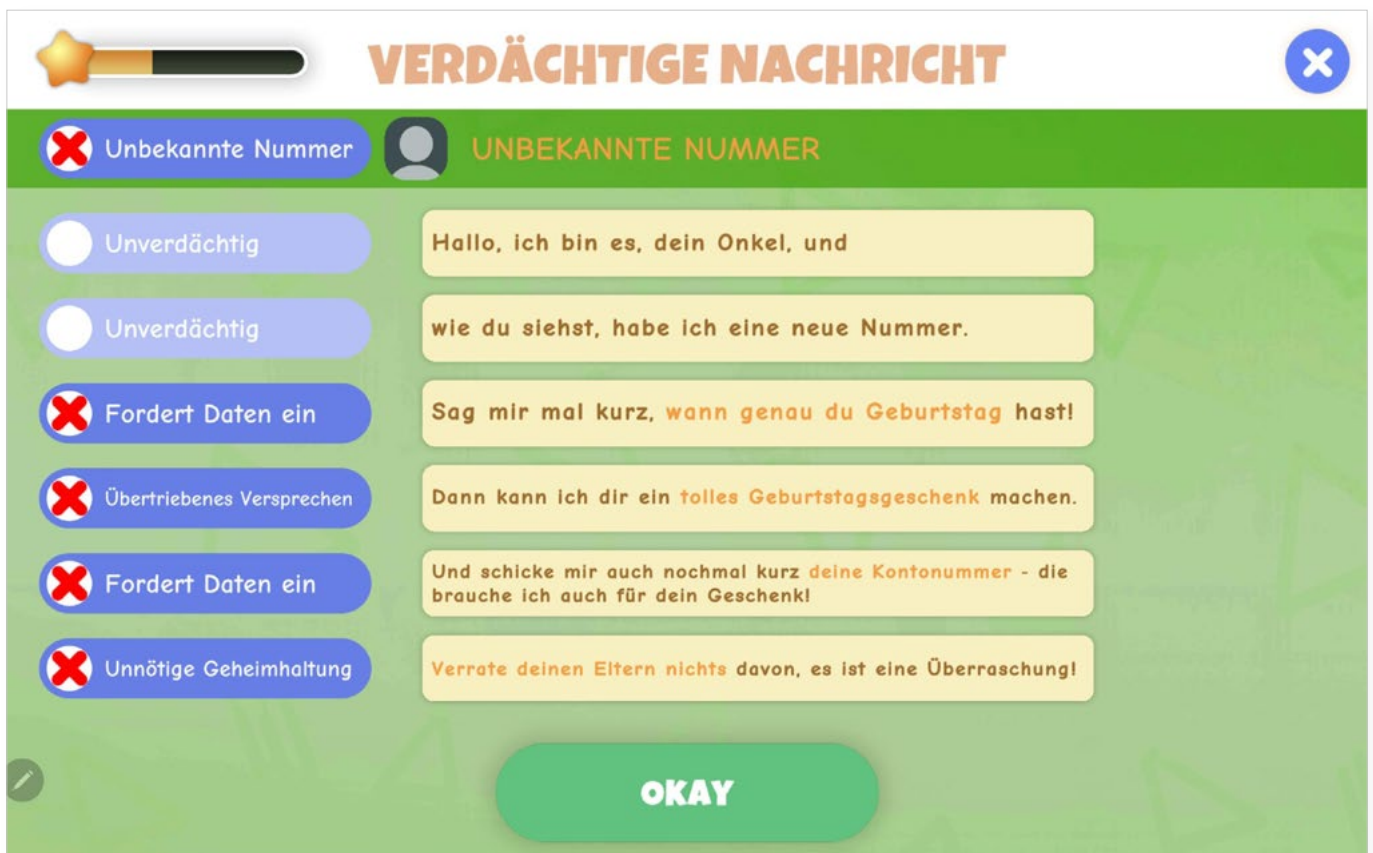 VERDÄCHTIGE NACHRICHT
Unbekannte Nummer
UNBEKANNTE NUMMER
Unverdächtig
Hallo, ich bin es, dein Onkel, und
Unverdächtig
wie du siehst, habe ich eine neue Nummer.
Fordert Daten ein
Sag mir mal kurz, wann genau du Geburtstag hast!
Übertriebenes Versprechen
Dann kann ich dir ein tolles Geburtstagsgeschenk machen.
Fordert Daten ein
Und schicke mir auch nochmal kurz deine Kontonummer - die
brauche ich auch für dein Geschenk!
Unnötige Geheimhaltung
Verrate deinen Eltern nichts davon, es ist eine Überraschung!
OKAY